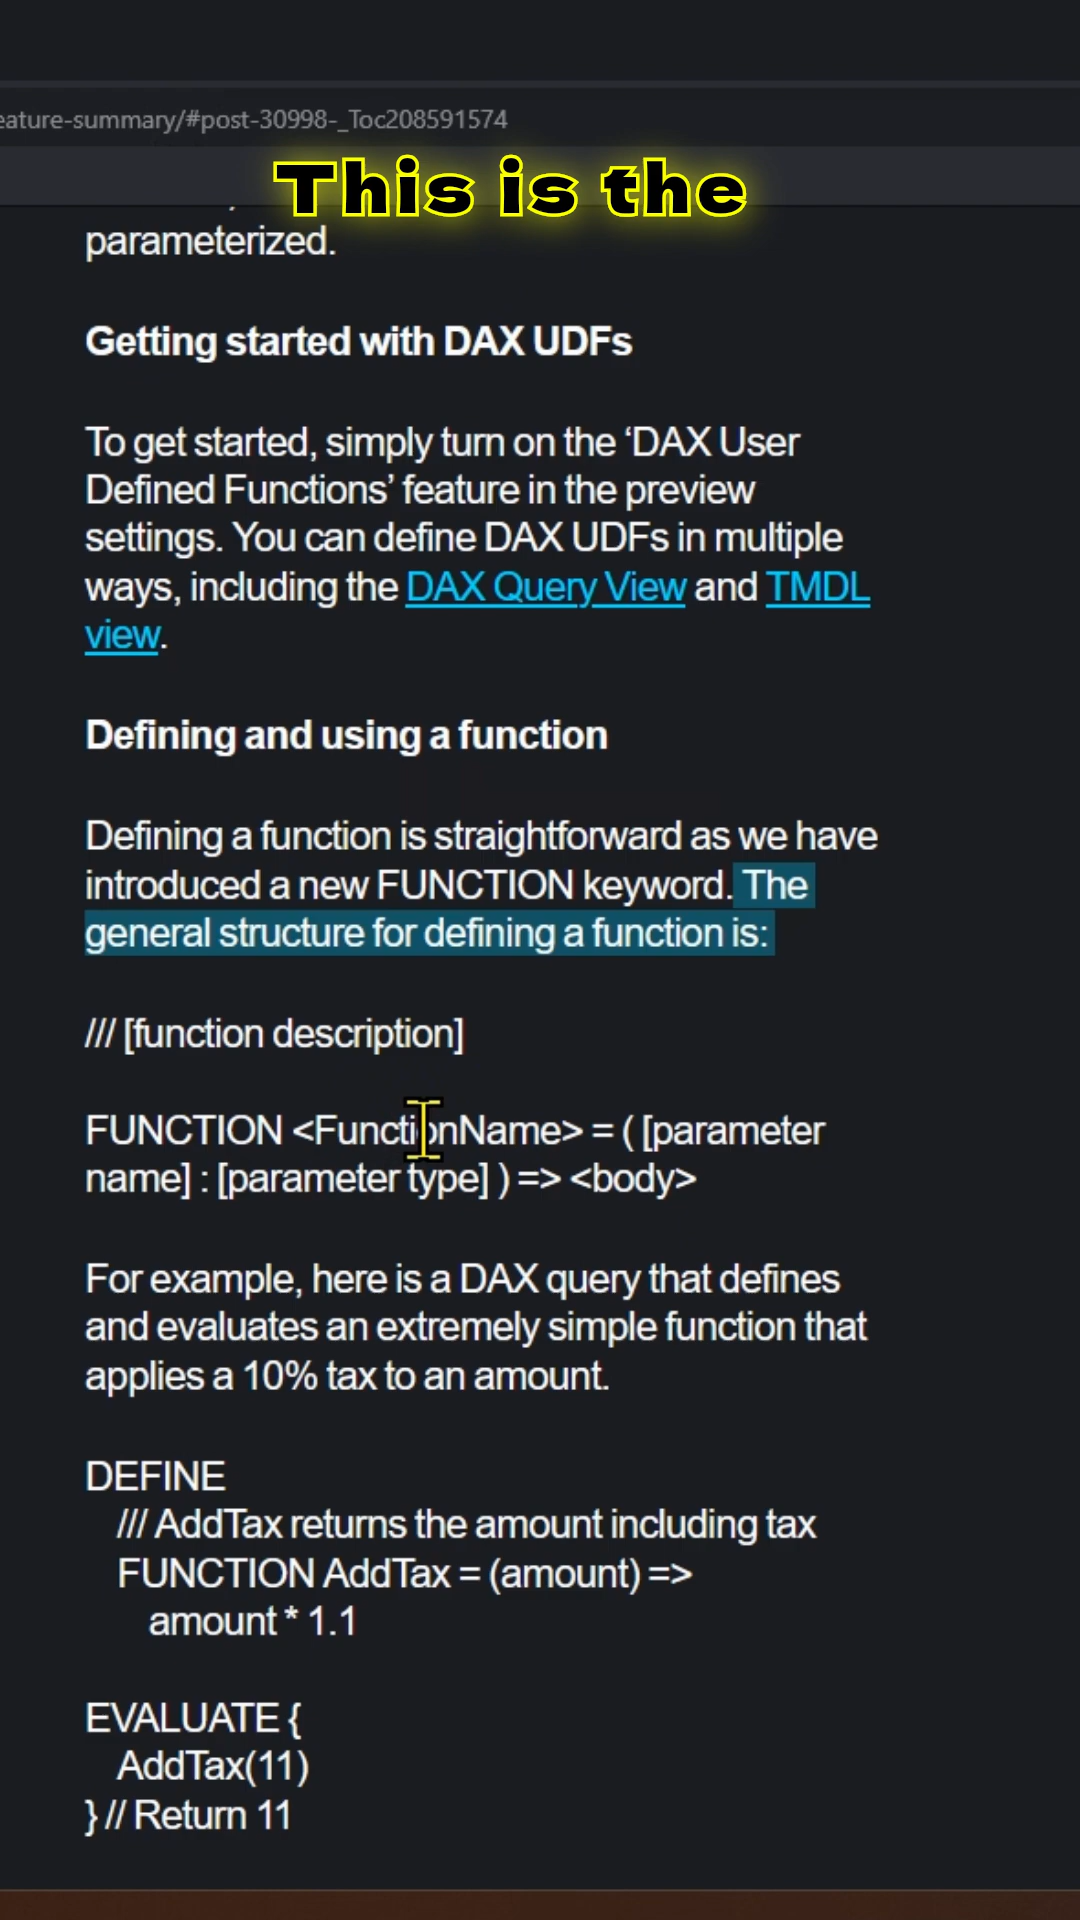 eature-summary/#post-30998-_Toc208591574
This is the
parameterized.
Getting started with DAX UDFs
To get started, simply turn on the ‘DAX User
Defined Functions’ feature in the preview
settings. You can define DAX UDFs in multiple
ways, including the DAX Query View and TMDL
view.
Defining and using a function
Defining a function is straightforward as we have
introduced a new FUNCTION keyword. The
general structure for defining a function is:
/// [function description]
FUNCTION <FunctionName> = ( [parameter
name] : [parameter type] ) => <body>
For example, here is a DAX query that defines
and evaluates an extremely simple function that
applies a 10% tax to an amount.
DEFINE
/// AddTax returns the amount including tax
FUNCTION AddTax = (amount) =>
amount * 1.1
EVALUATE {
AddTax(11)
} // Return 11